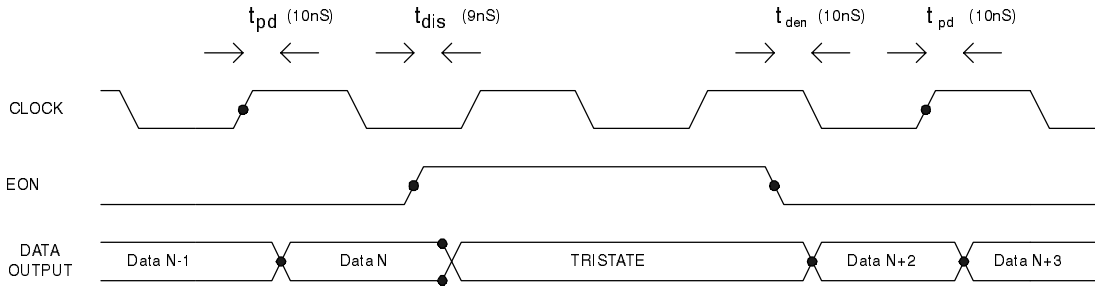 tpd (10nS) tdis (9nS) tden (10nS) tpd (10nS)
CLOCK
EON
DATA OUTPUT
Data N-1 Data N TRISTATE Data N+2 Data N+3